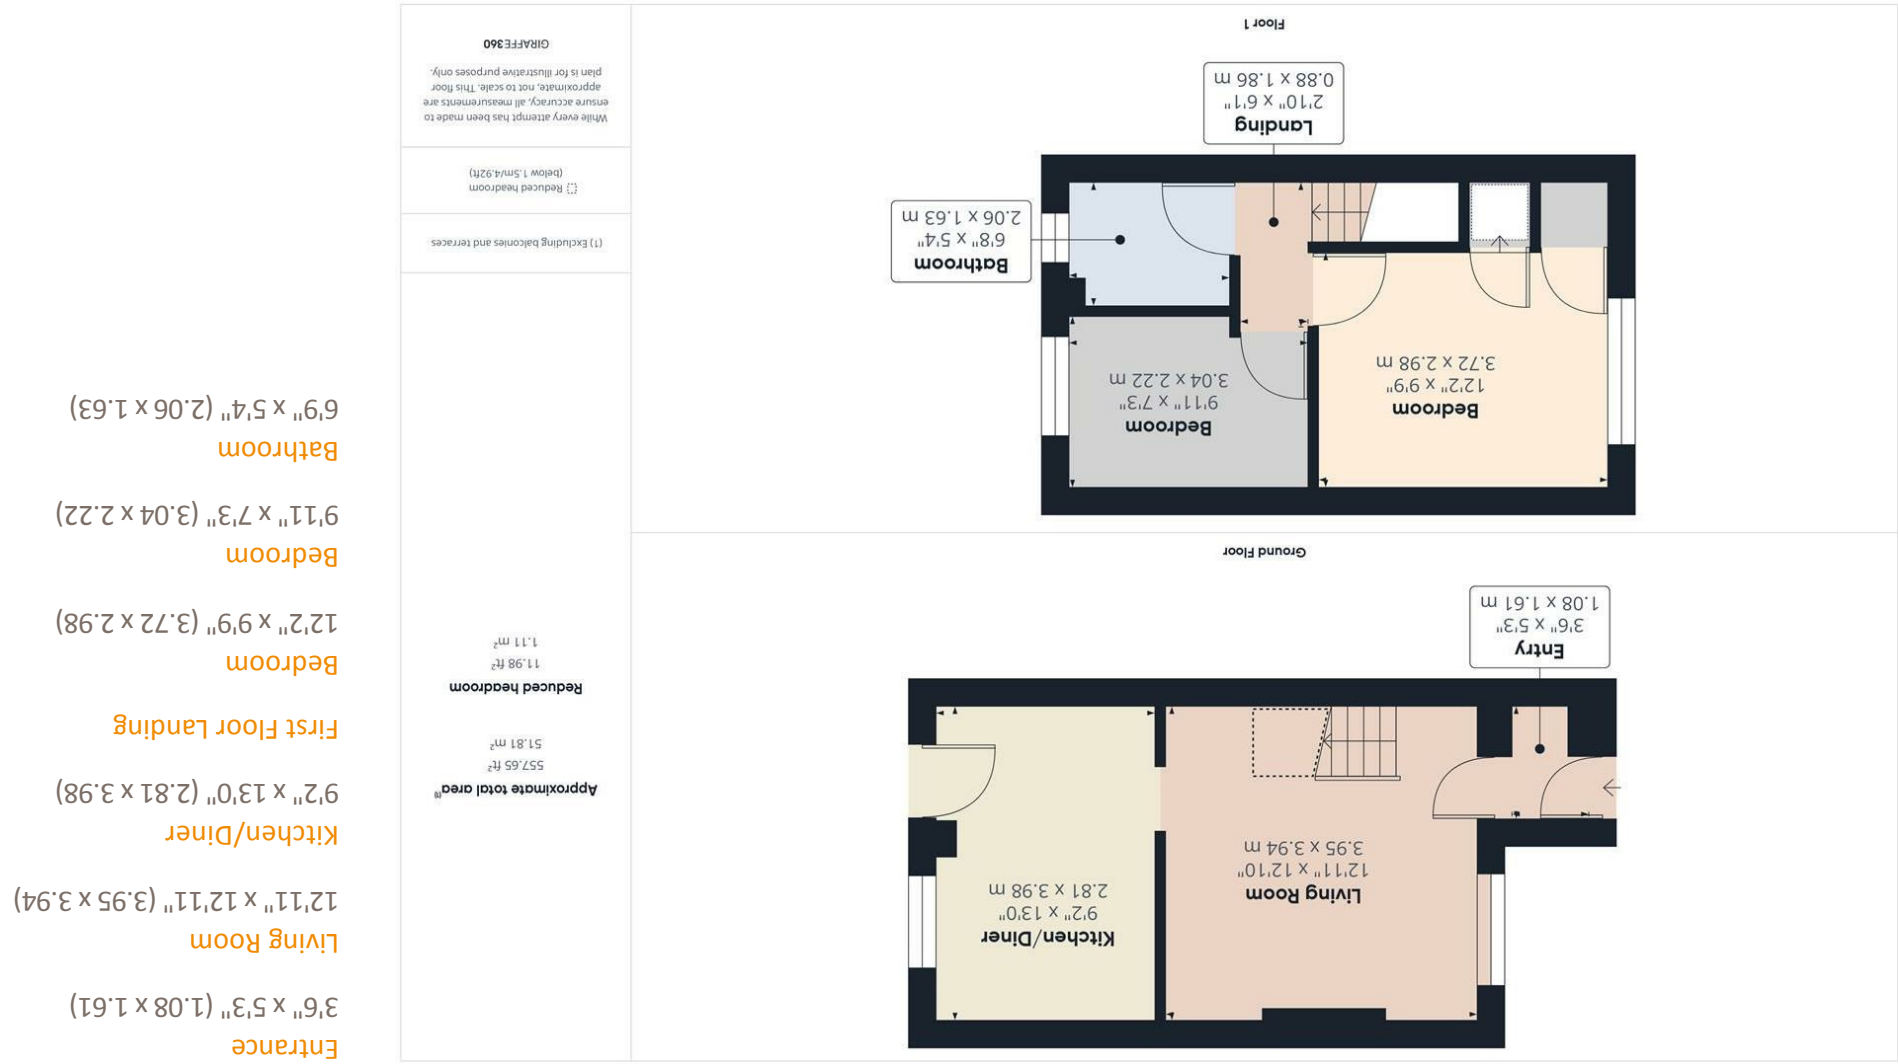 Entrance
3'6" x 5'3" (1.08 x 1.61)
Living Room
12'11" x 12'11" (3.95 x 3.94)
Kitchen/Diner
9'2" x 13'0" (2.81 x 3.98)
First Floor Landing
Bedroom
12'2" x 9'9" (3.72 x 2.98)
Bedroom
9'11" x 7'3" (3.04 x 2.22)
Bathroom
6'9" x 5'4" (2.06 x 1.63)
Living Room
12'11" x 12'10"
3.95 x 3.94 m
Kitchen/Diner
9'2" x 13'0"
2.81 x 3.98 m
Entry
3'6" x 5'3"
1.08 x 1.61 m
Ground Floor
Bedroom
12'2" x 9'9"
3.72 x 2.98 m
Bedroom
9'11" x 7'3"
3.04 x 2.22 m
Bathroom
6'8" x 5'4"
2.06 x 1.63 m
Landing
2'10" x 6'1"
0.88 x 1.86 m
Floor 1
Approximate total area(1)
557.65 ft²
51.81 m²
Reduced headroom
11.98 ft²
1.11 m²
(1) Excluding balconies and terraces
Reduced headroom
(below 1.5m/4.92ft)
While every attempt has been made to
ensure accuracy, all measurements are
approximate, not to scale. This floor
plan is for illustrative purposes only.
GIRAFFE360